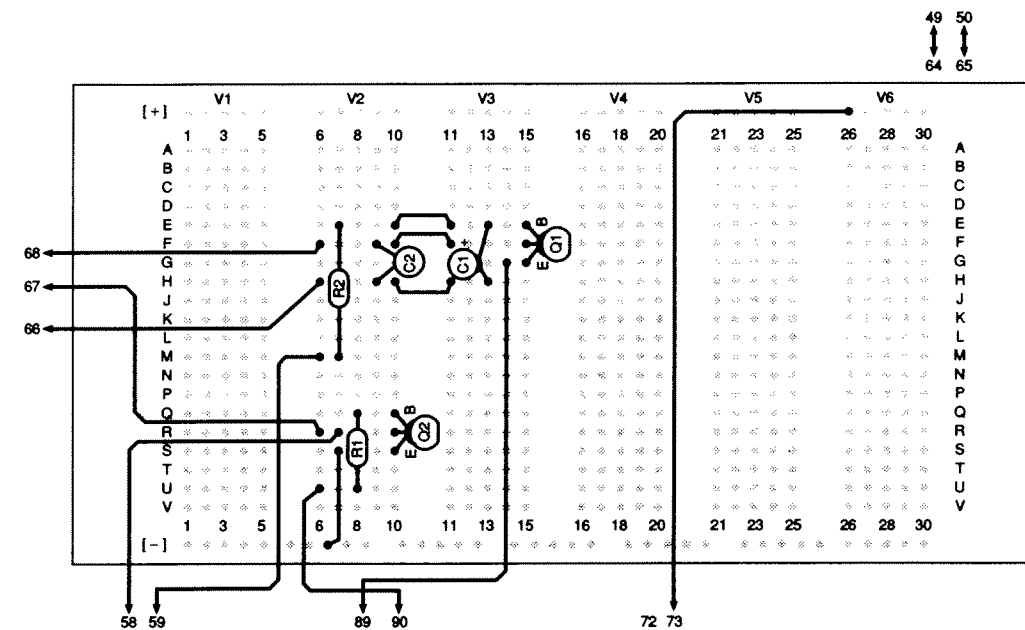 49 50
64 65
V1 V2 V3 V4 V5 V6
[+]
1 3 5 6 8 10 11 13 15 16 18 20 21 23 25 26 28 30
A A
B B
C C
D D
E B E
F + Q1 F
68 G C2 C1 E G
67 H R2 H
J J
66 K K
L L
M M
N N
P P
Q B Q
R Q2 R
S R1 E S
T T
U U
V V
1 3 5 6 8 10 11 13 15 16 18 20 21 23 25 26 28 30
[-]
58 59 89 90 72 73